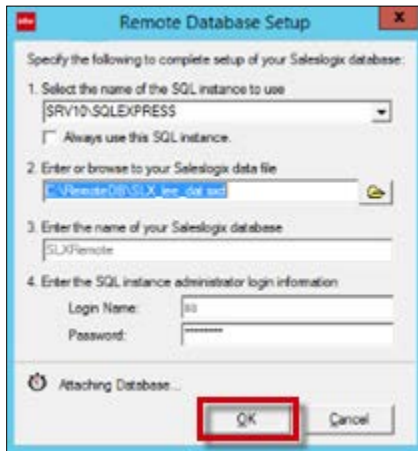 Remote Database Setup
x
Specify the following to complete setup of your Saleslogix database:
1. Select the name of the SQL instance to use
SRV10\SQLEXPRESS
Always use this SQL instance.
2. Enter or browse to your Saleslogix data file
C:\RemoteDB\SLX_lee_dat.sxd
3. Enter the name of your Saleslogix database
SLXRemote
4. Enter the SQL instance administrator login information
Login Name: sa
Password: ********
Attaching Database...
OK Cancel